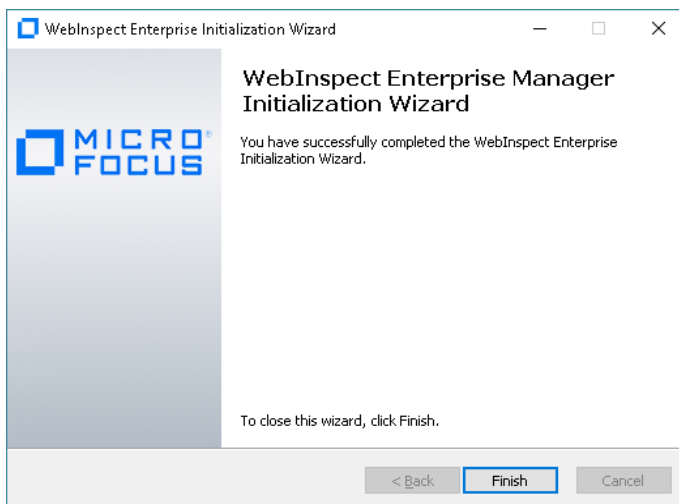 WebInspect Enterprise Initialization Wizard
WebInspect Enterprise Manager
Initialization Wizard
MICRO®
FOCUS
You have successfully completed the WebInspect Enterprise
Initialization Wizard.
To close this wizard, click Finish.
< Back
Finish
Cancel